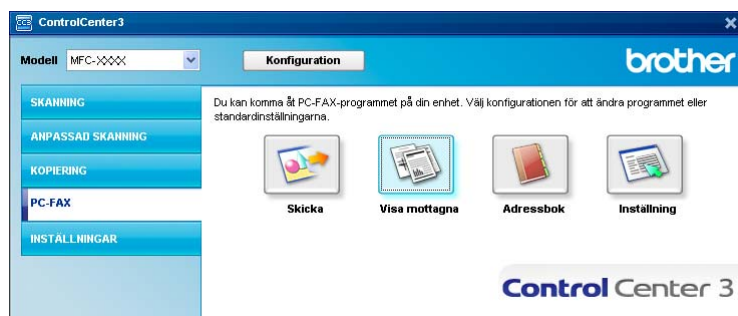 ControlCenter3
Modell MFC-XXXX Konfiguration brother
SKANNING
ANPASSAD SKANNING
KOPIERING
PC-FAX
INSTÄLLNINGAR
Du kan komma åt PC-FAX-programmet på din enhet. Välj konfigurationen för att ändra programmet eller
standardinställningarna.
Skicka Visa mottagna Adressbok Inställning
Control Center 3